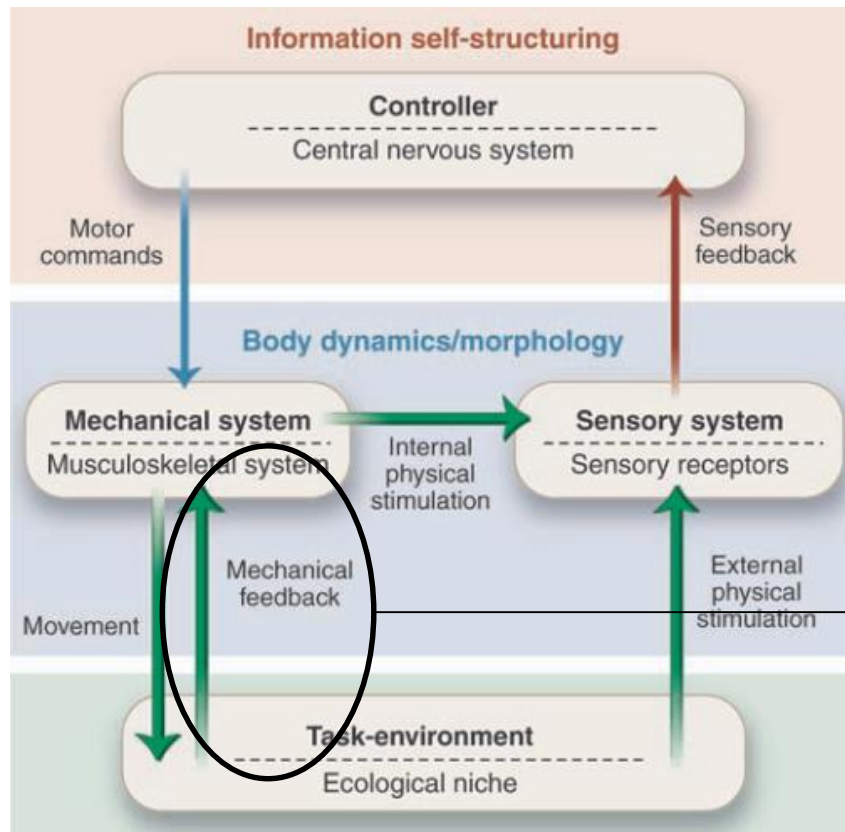 Information self-structuring
Controller
Central nervous system
Motor
commands
Sensory
feedback
Body dynamics/morphology
Mechanical system
Musculoskeletal system
Internal
physical
stimulation
Sensory system
Sensory receptors
Movement
Mechanical
feedback
External
physical
stimulation
Task-environment
Ecological niche